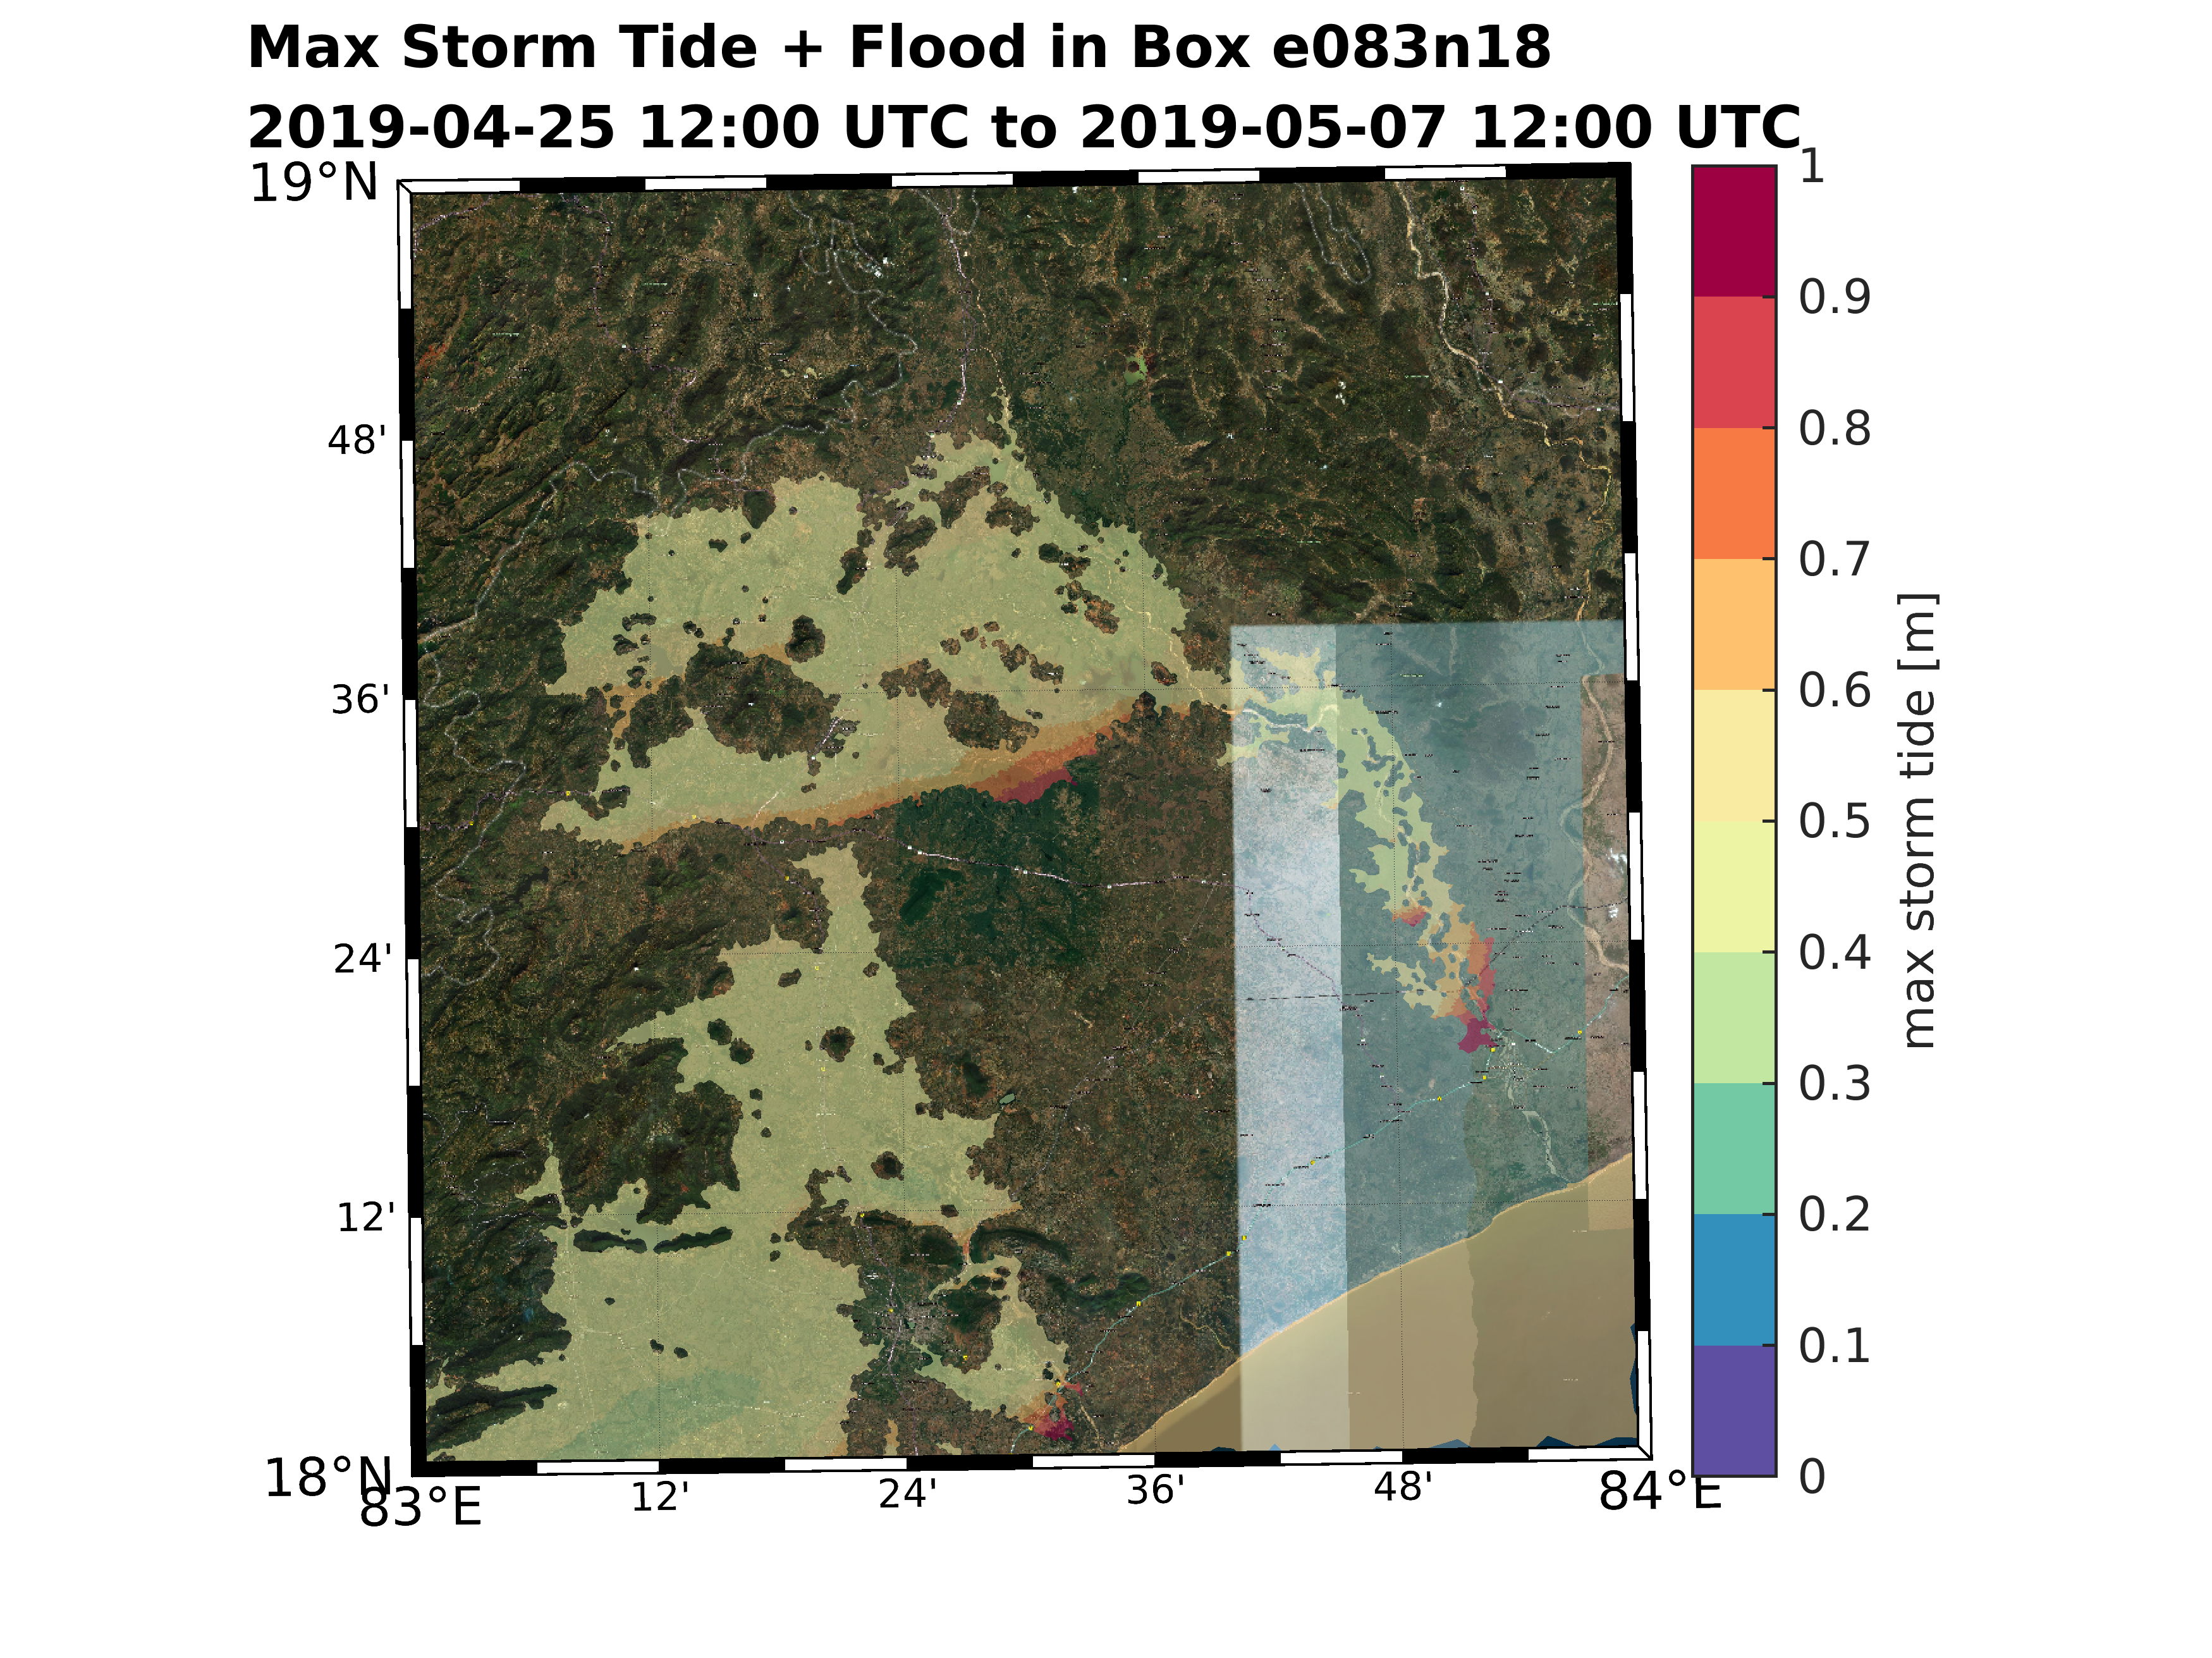 Max Storm Tide + Flood in Box e083n18
2019-04-25 12:00 UTC to 2019-05-07 12:00 UTC
19°N
48'
36'
24'
12'
18°N
83°E
12'
24'
36'
48'
84°E
1
0.9
0.8
0.7
0.6
0.5
0.4
0.3
0.2
0.1
0
max storm tide [m]